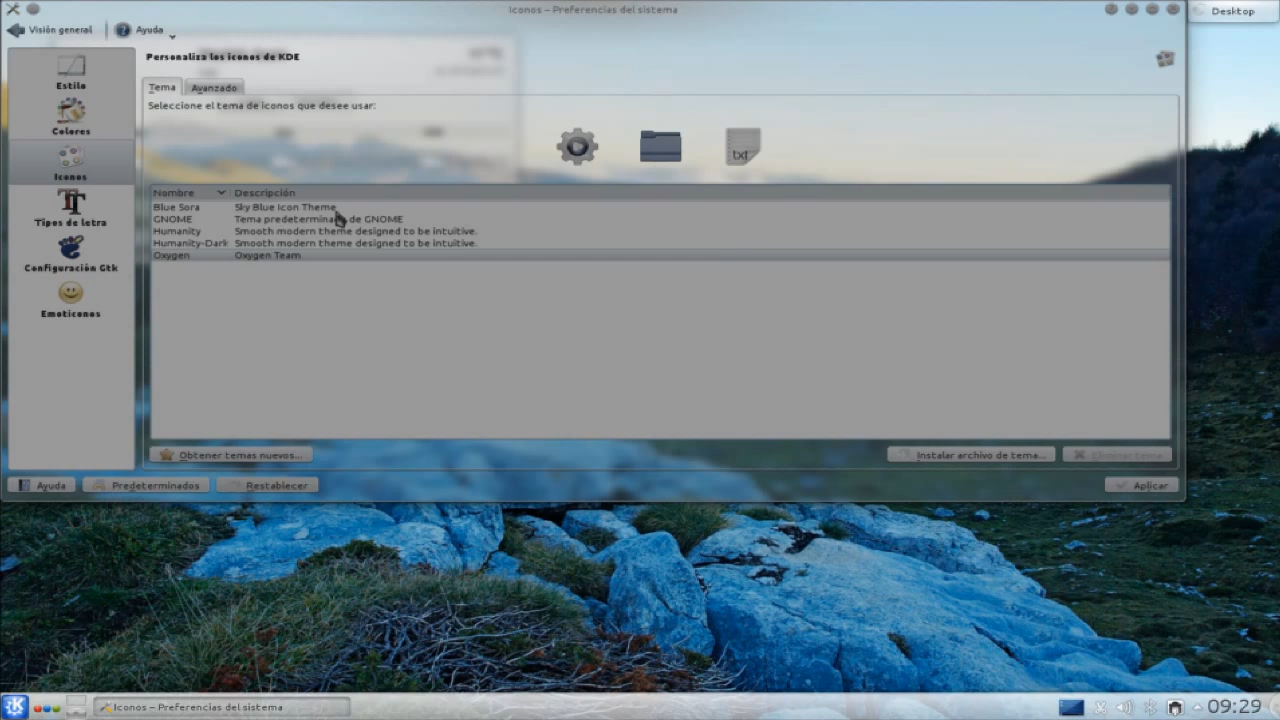 Iconos – Preferencias del sistema
Desktop
Visión general
Ayuda
Personaliza los iconos de KDE
Estilo
Colores
Iconos
Tipos de letra
Configuración Gtk
Emoticonos
Tema
Avanzado
Seleccione el tema de iconos que desee usar:
txt
Nombre Descripción
Blue Sora Sky Blue Icon Theme
GNOME Tema predeterminado de GNOME
Humanity Smooth modern theme designed to be intuitive.
Humanity-Dark Smooth modern theme designed to be intuitive.
Oxygen Oxygen Team
Obtener temas nuevos...
Instalar archivo de tema...
Eliminar tema
Ayuda
Predeterminados
Restablecer
Aplicar
Iconos – Preferencias del sistema
09:29